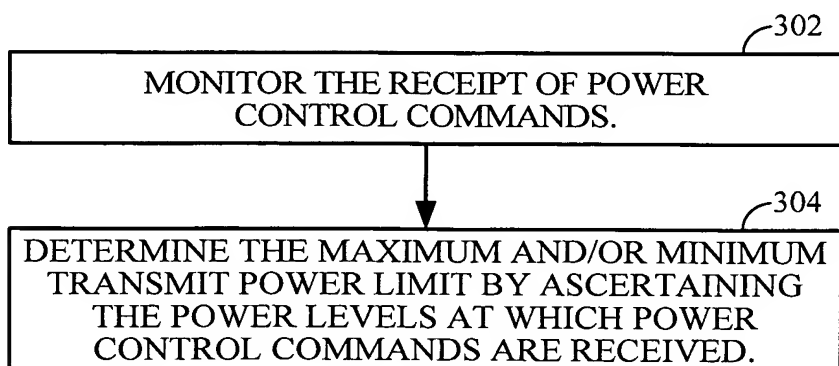 302
MONITOR THE RECEIPT OF POWER
CONTROL COMMANDS.
304
DETERMINE THE MAXIMUM AND/OR MINIMUM
TRANSMIT POWER LIMIT BY ASCERTAINING
THE POWER LEVELS AT WHICH POWER
CONTROL COMMANDS ARE RECEIVED.